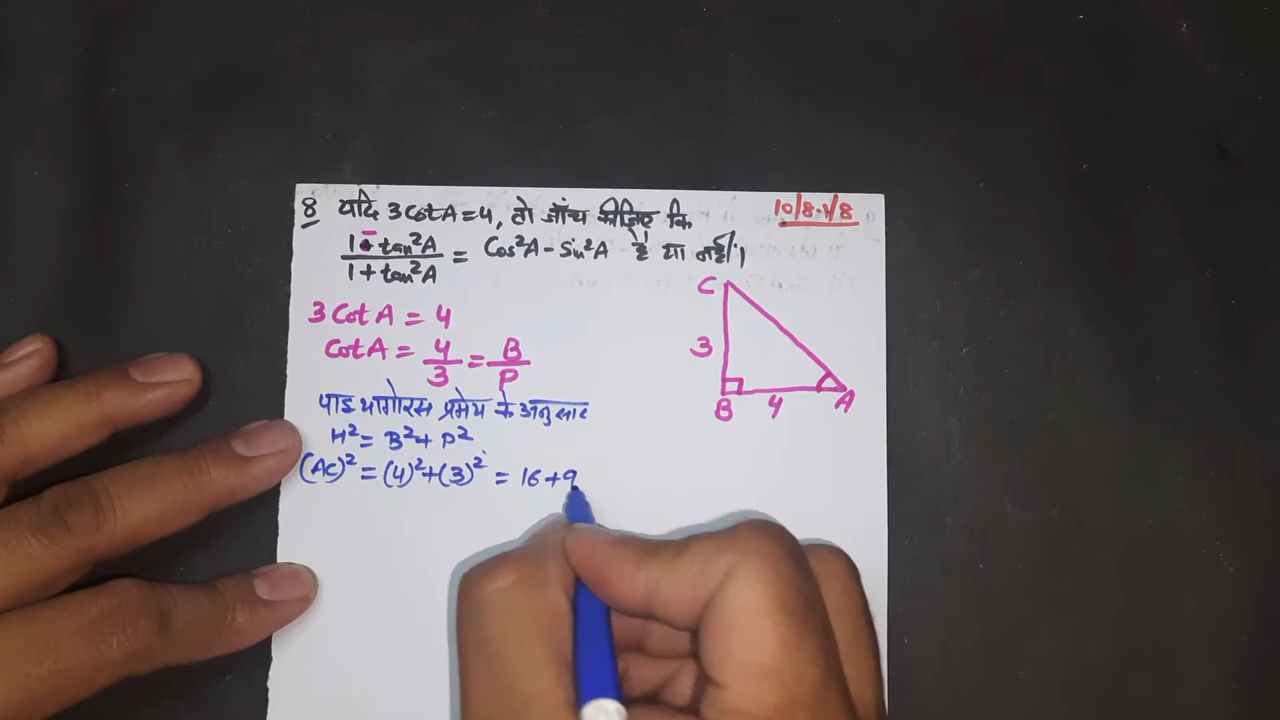 8 यदि 3 Cot A = 4, तो जाँच कीजिए कि
10/8.1/8
1 - tan²A / 1 + tan²A = Cos²A - Sin²A है या नहीं।
3 Cot A = 4
Cot A = 4/3 = B/P
C
3
B 4 A
पाइथागोरस प्रमेय के अनुसार
H² = B² + P²
(AC)² = (4)² + (3)² = 16 + 9